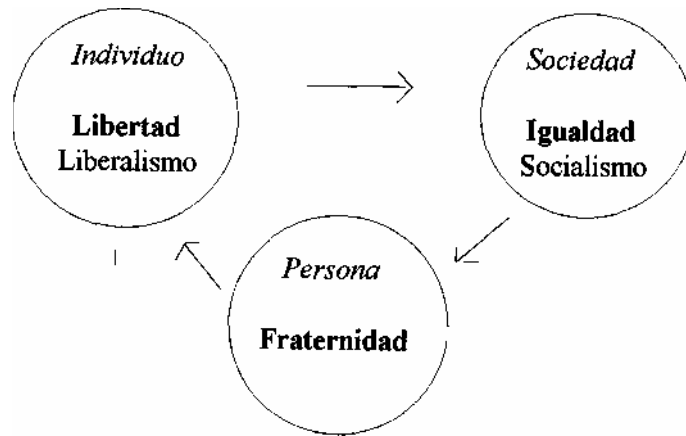 Individuo
Libertad
Liberalismo
Sociedad
Igualdad
Socialismo
Persona
Fraternidad